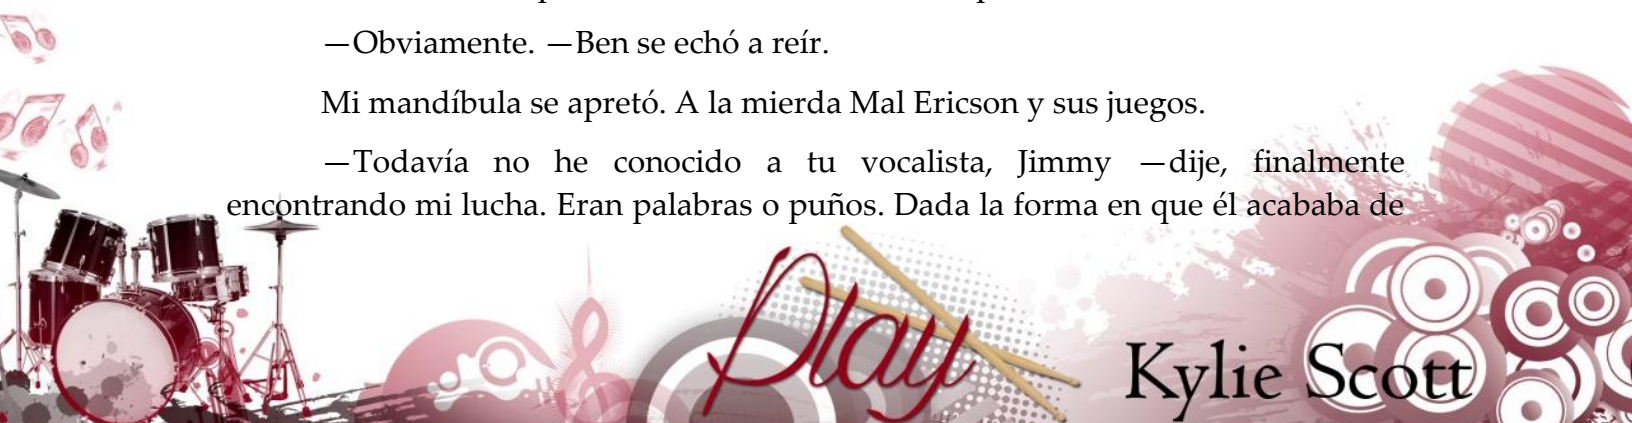 —Obviamente. —Ben se echó a reír.
Mi mandíbula se apretó. A la mierda Mal Ericson y sus juegos.
—Todavía no he conocido a tu vocalista, Jimmy —dije, finalmente
encontrando mi lucha. Eran palabras o puños. Dada la forma en que él acababa de
Play
Kylie Scott